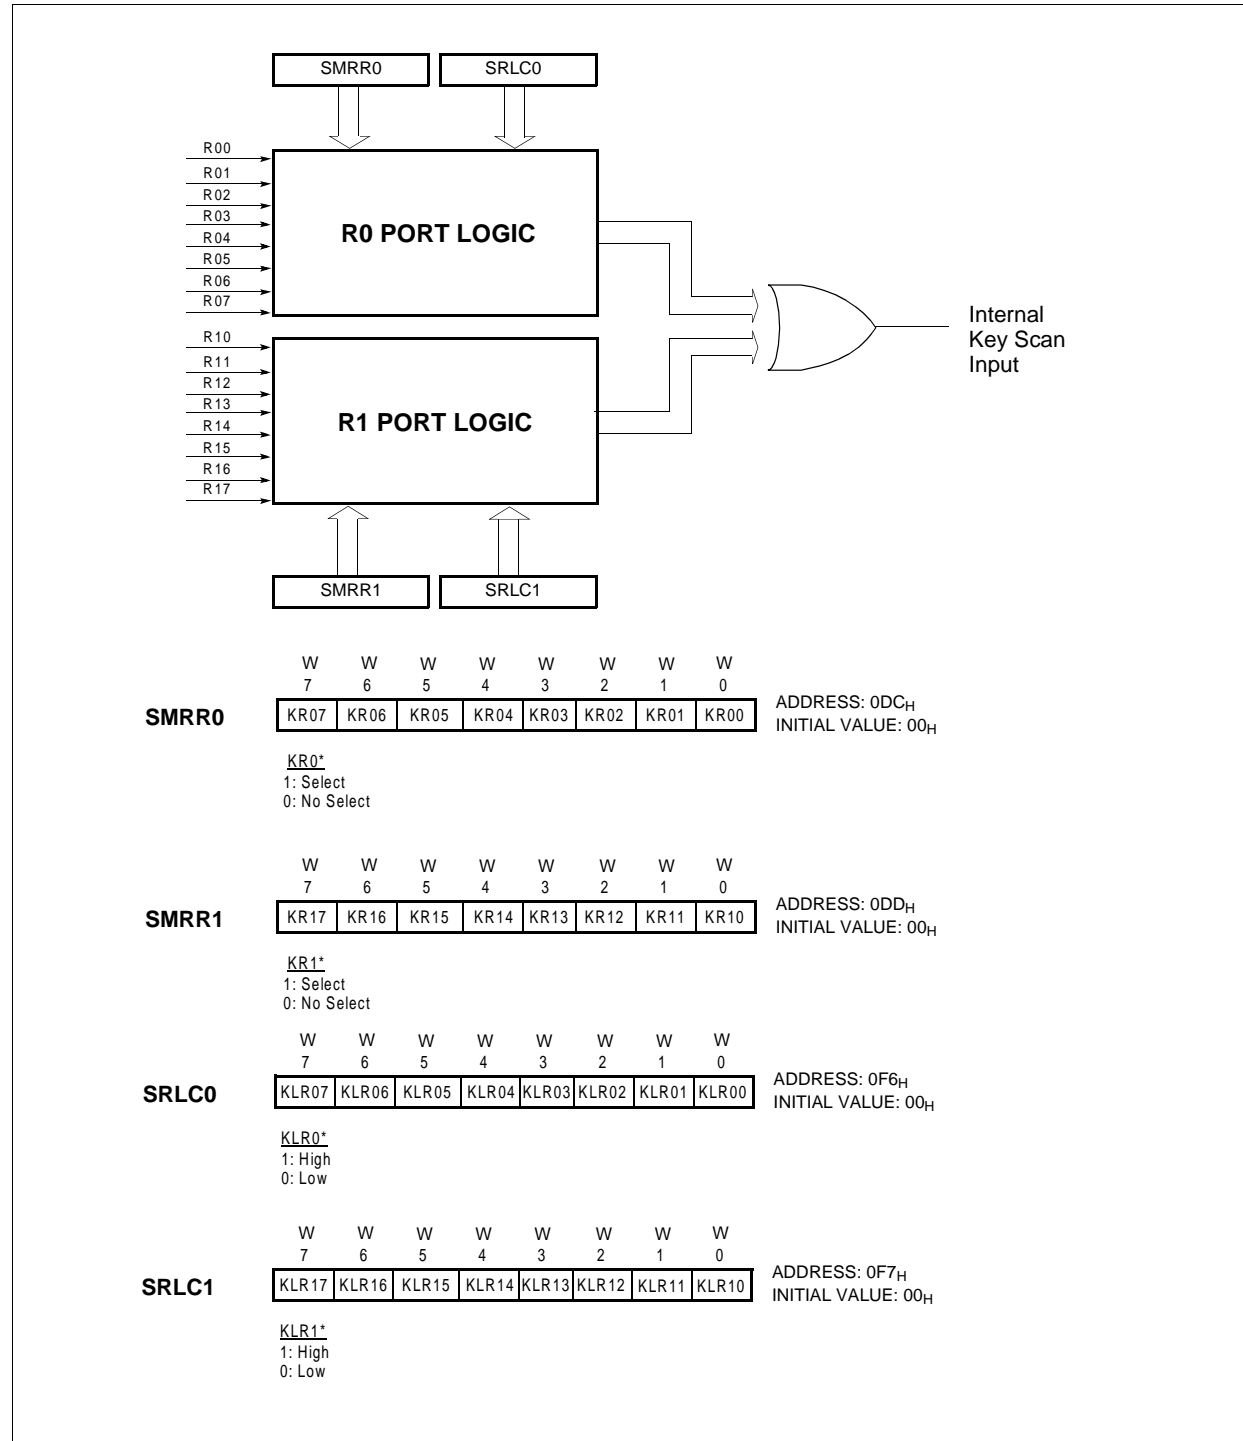 SMRR0 SRLC0
R00
R01
R02
R03
R04
R05
R06
R07
R0 PORT LOGIC
R10
R11
R12
R13
R14
R15
R16
R17
R1 PORT LOGIC
Internal
Key Scan
Input
SMRR1 SRLC1
W W W W W W W W
7 6 5 4 3 2 1 0
SMRR0 KR07 KR06 KR05 KR04 KR03 KR02 KR01 KR00
ADDRESS: 0DCH
INITIAL VALUE: 00H
KR0*
1: Select
0: No Select
W W W W W W W W
7 6 5 4 3 2 1 0
SMRR1 KR17 KR16 KR15 KR14 KR13 KR12 KR11 KR10
ADDRESS: 0DDH
INITIAL VALUE: 00H
KR1*
1: Select
0: No Select
W W W W W W W W
7 6 5 4 3 2 1 0
SRLC0 KLR07 KLR06 KLR05 KLR04 KLR03 KLR02 KLR01 KLR00
ADDRESS: 0F6H
INITIAL VALUE: 00H
KLR0*
1: High
0: Low
W W W W W W W W
7 6 5 4 3 2 1 0
SRLC1 KLR17 KLR16 KLR15 KLR14 KLR13 KLR12 KLR11 KLR10
ADDRESS: 0F7H
INITIAL VALUE: 00H
KLR1*
1: High
0: Low